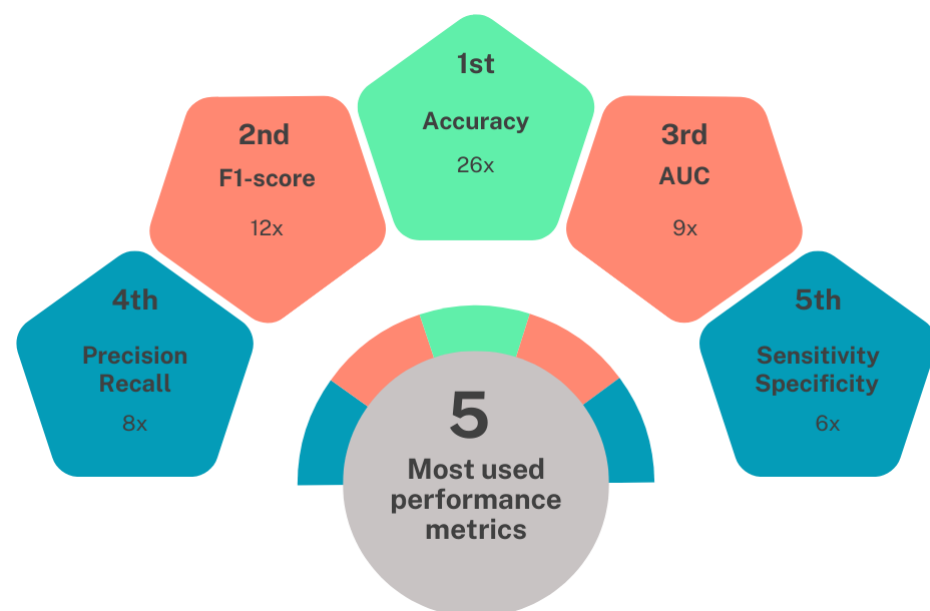 1st
Accuracy
26x
2nd
F1-score
12x
3rd
AUC
9x
4th
Precision
Recall
8x
5th
Sensitivity
Specificity
6x
5
Most used
performance
metrics